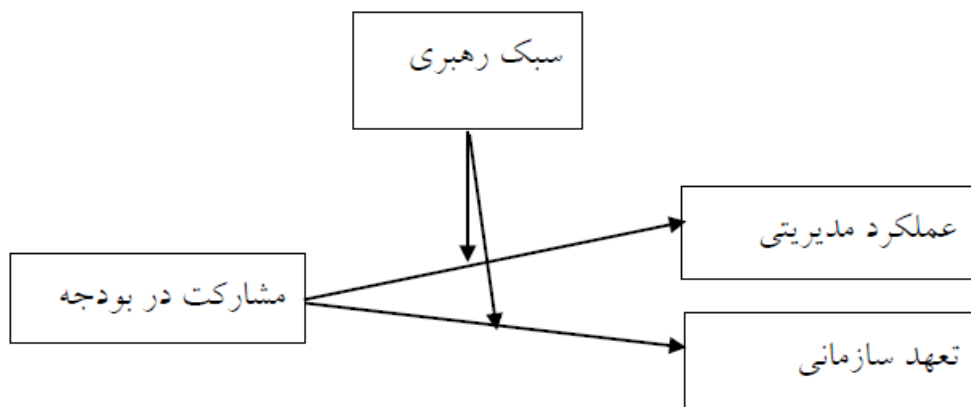 سبک رهبری
عملکرد مدیریتی
مشارکت در بودجه
تعهد سازمانی